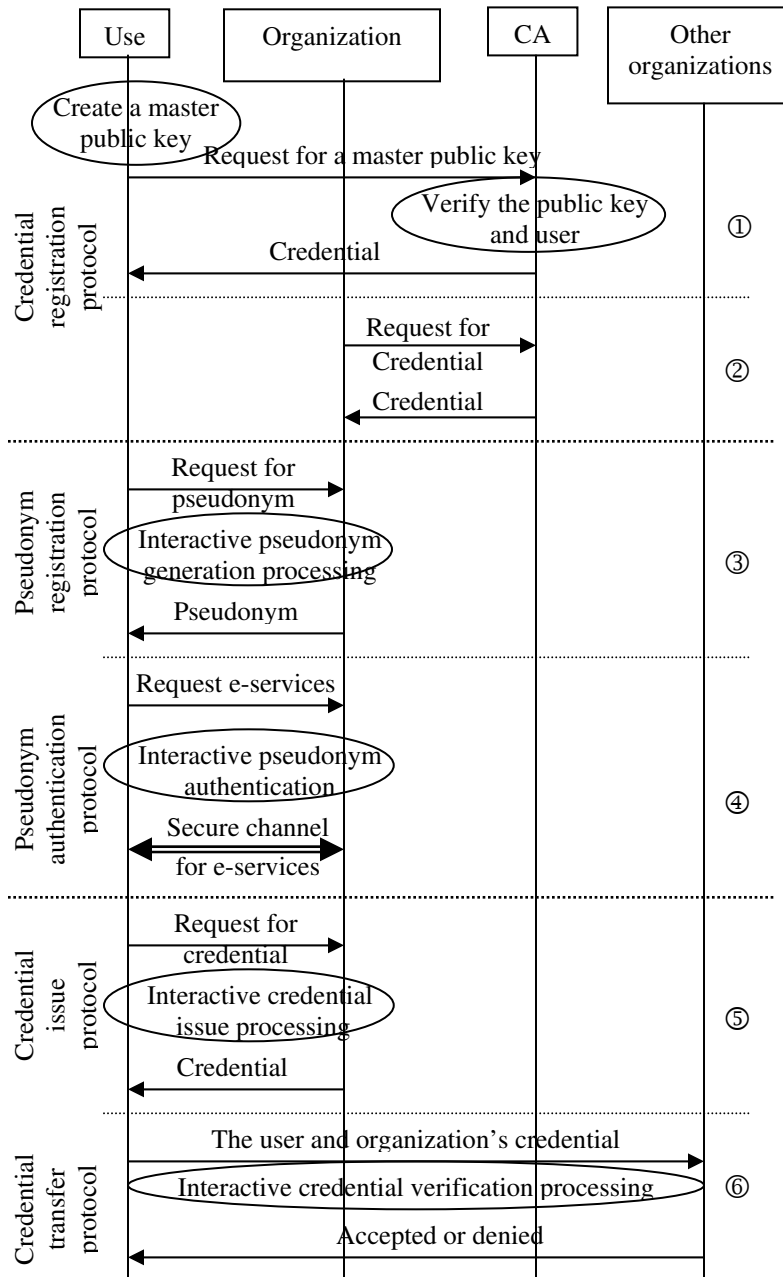 Use
Organization
CA
Other
organizations
Create a master
public key
Request for a master public key
Verify the public key
and user
Credential
Credential
registration
protocol
①
Request for
Credential
Credential
②
Request for
pseudonym
Interactive pseudonym
generation processing
Pseudonym
Pseudonym
registration
protocol
③
Request e-services
Interactive pseudonym
authentication
Secure channel
for e-services
Pseudonym
authentication
protocol
④
Request for
credential
Interactive credential
issue processing
Credential
Credential
issue
protocol
⑤
The user and organization’s credential
Interactive credential verification processing
Accepted or denied
Credential
transfer
protocol
⑥